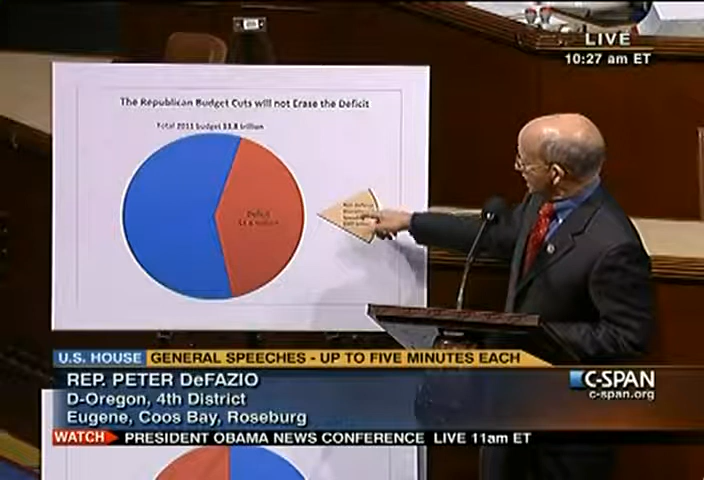 LIVE
10:27 am ET
The Republican Budget Cuts will not Erase the Deficit
Total 2011 budget $3.8 trillion
Deficit
U.S. HOUSE GENERAL SPEECHES - UP TO FIVE MINUTES EACH
REP. PETER DeFAZIO
D-Oregon, 4th District
Eugene, Coos Bay, Roseburg
C-SPAN
c-span.org
WATCH PRESIDENT OBAMA NEWS CONFERENCE LIVE 11am ET